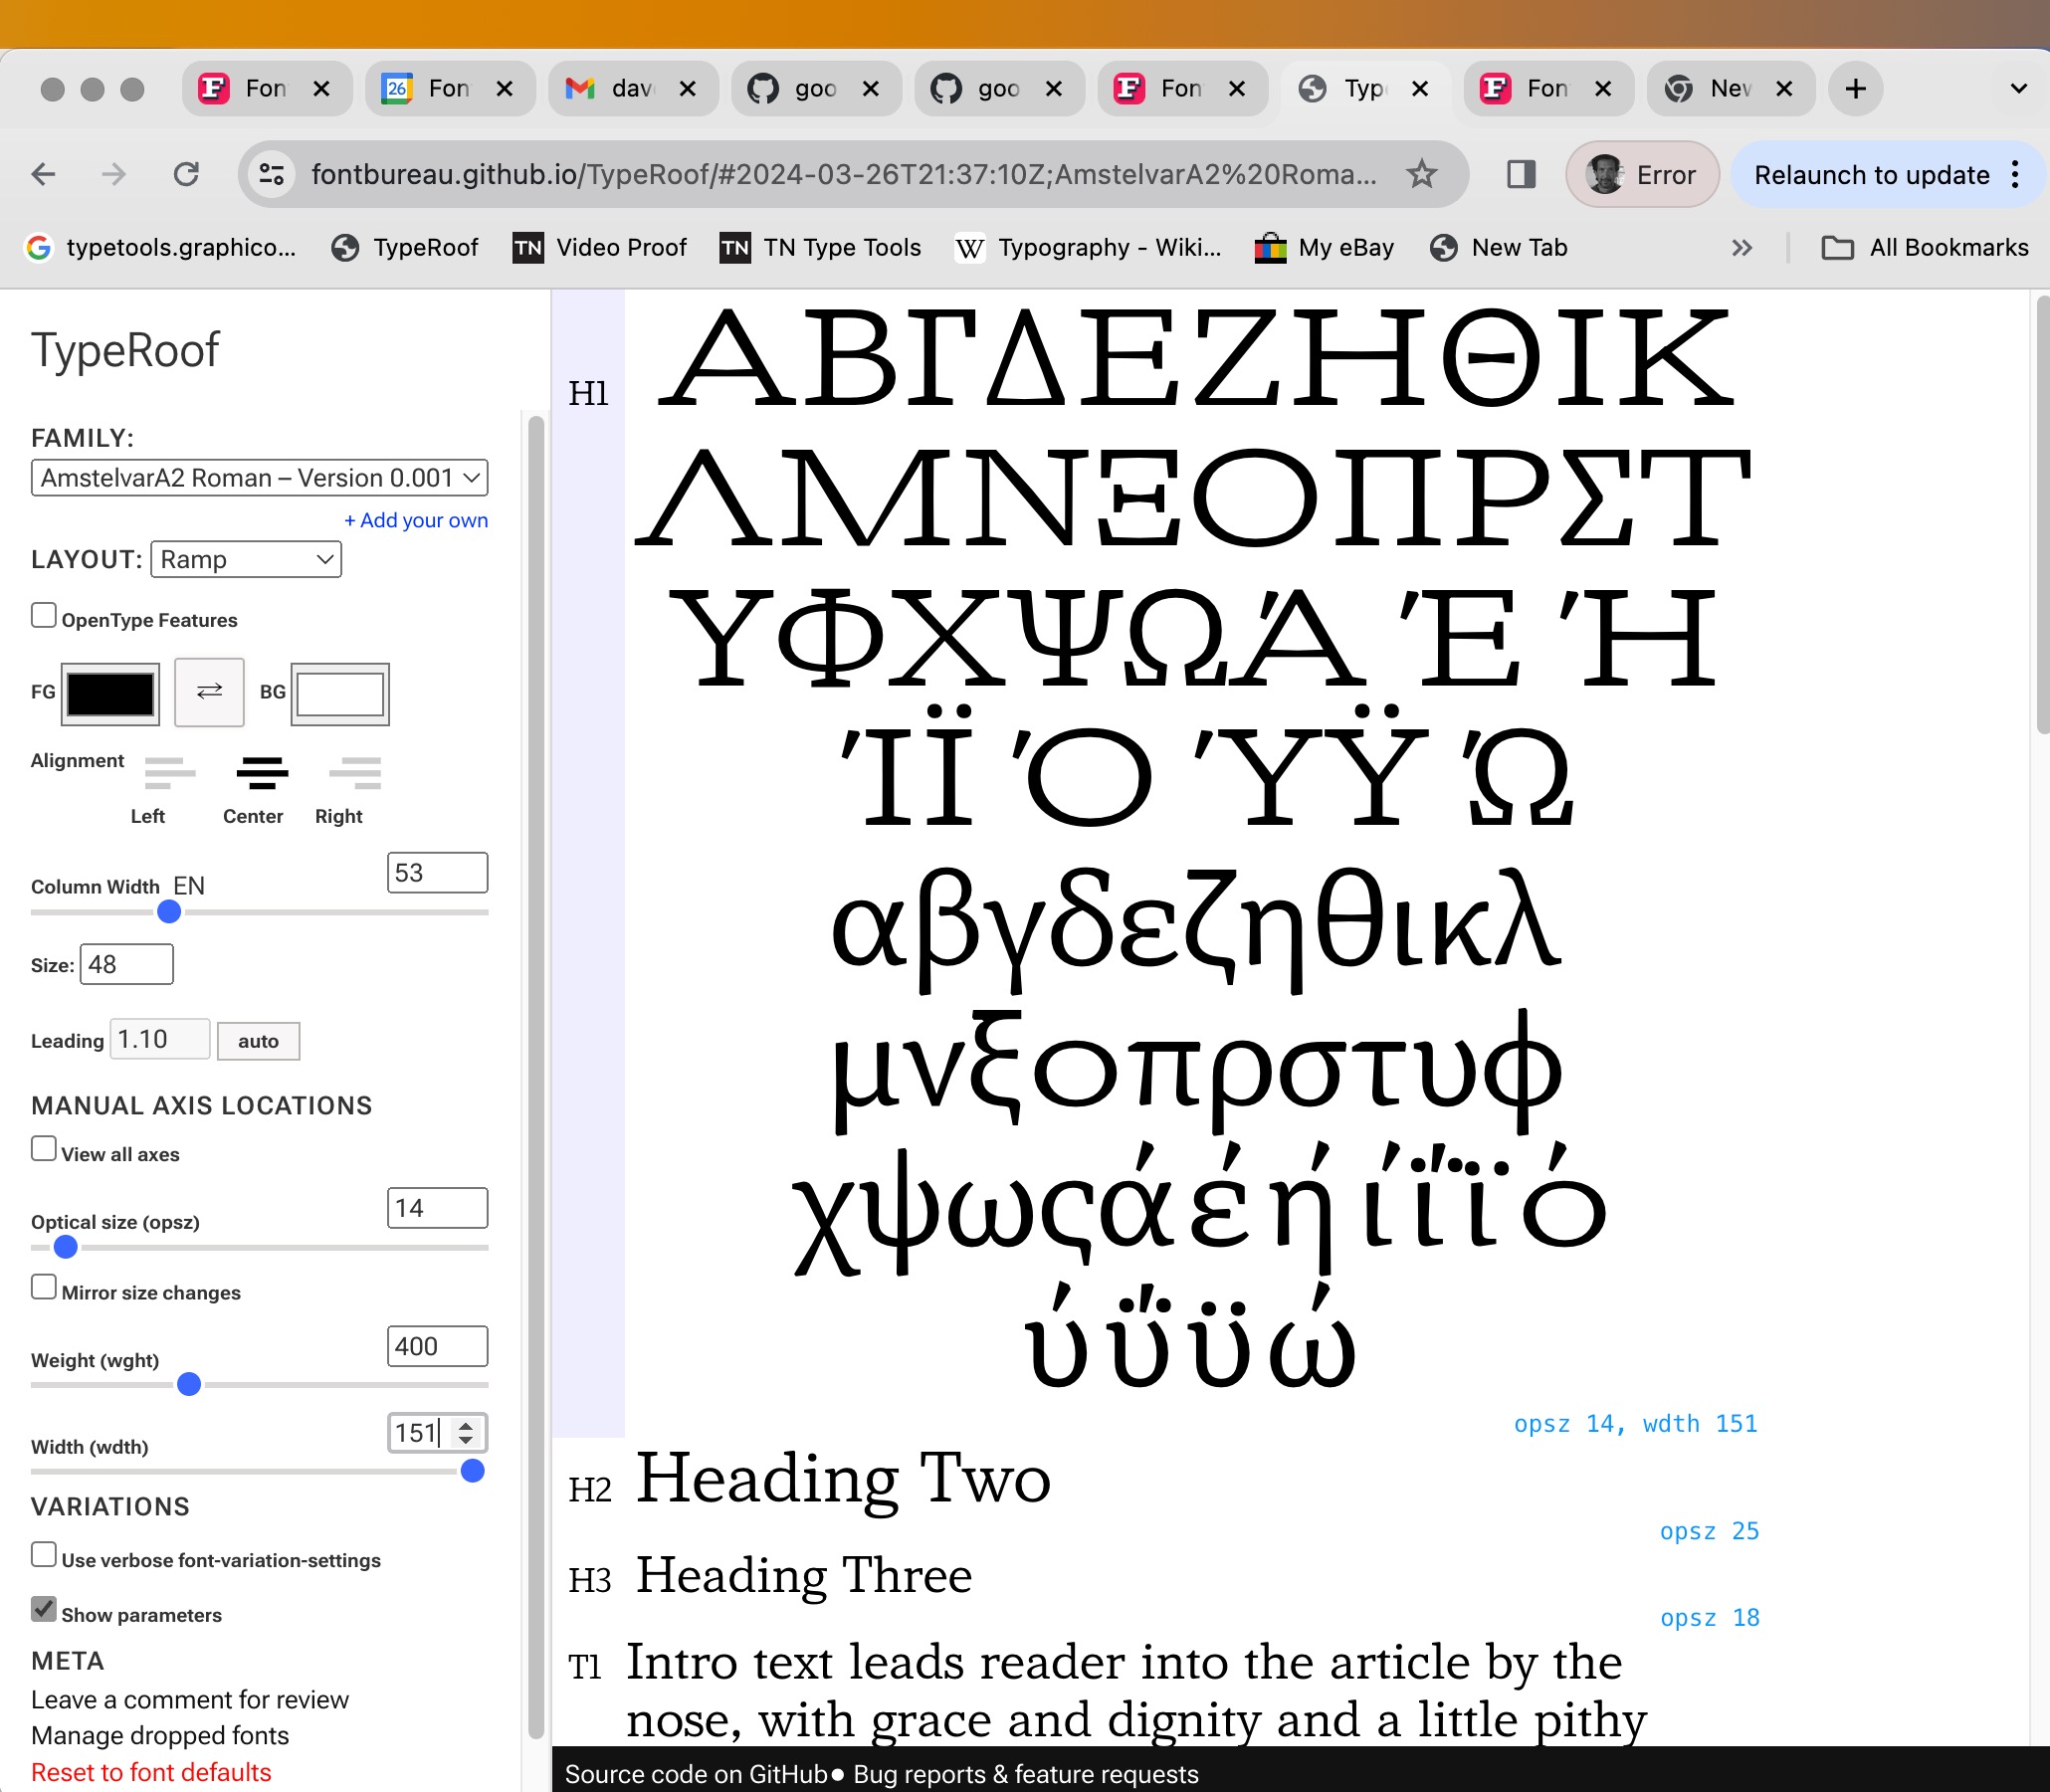 Fon
Fon
dav
goo
goo
Fon
Typ
Fon
New
fontbureau.github.io/TypeRoof/#2024-03-26T21:37:10Z;AmstelvarA2%20Roma...
Error
Relaunch to update
typetools.graphico...
TypeRoof
TN Video Proof
TN TN Type Tools
W Typography - Wiki...
My eBay
New Tab
All Bookmarks
TypeRoof
FAMILY:
AmstelvarA2 Roman – Version 0.001
+ Add your own
LAYOUT: Ramp
OpenType Features
FG
BG
Alignment
Left Center Right
Column Width EN 53
Size: 48
Leading 1.10 auto
MANUAL AXIS LOCATIONS
View all axes
Optical size (opsz) 14
Mirror size changes
Weight (wght) 400
Width (wdth) 151
VARIATIONS
Use verbose font-variation-settings
Show parameters
META
Leave a comment for review
Manage dropped fonts
Reset to font defaults
H1 ΑΒΓΔΕΖΗΘΙΚ
ΛΜΝΞΟΠΡΣΤ
ΥΦΧΨΩΆ Έ Ή
ΊΪ Ό ΎΫ Ώ
αβγδεζηθικλ
μνξοπρστυφ
χψωςάέήίΐϊό
ύΰϋώ
opsz 14, wdth 151
H2 Heading Two
opsz 25
H3 Heading Three
opsz 18
T1 Intro text leads reader into the article by the
nose, with grace and dignity and a little pithy
Source code on GitHub● Bug reports & feature requests